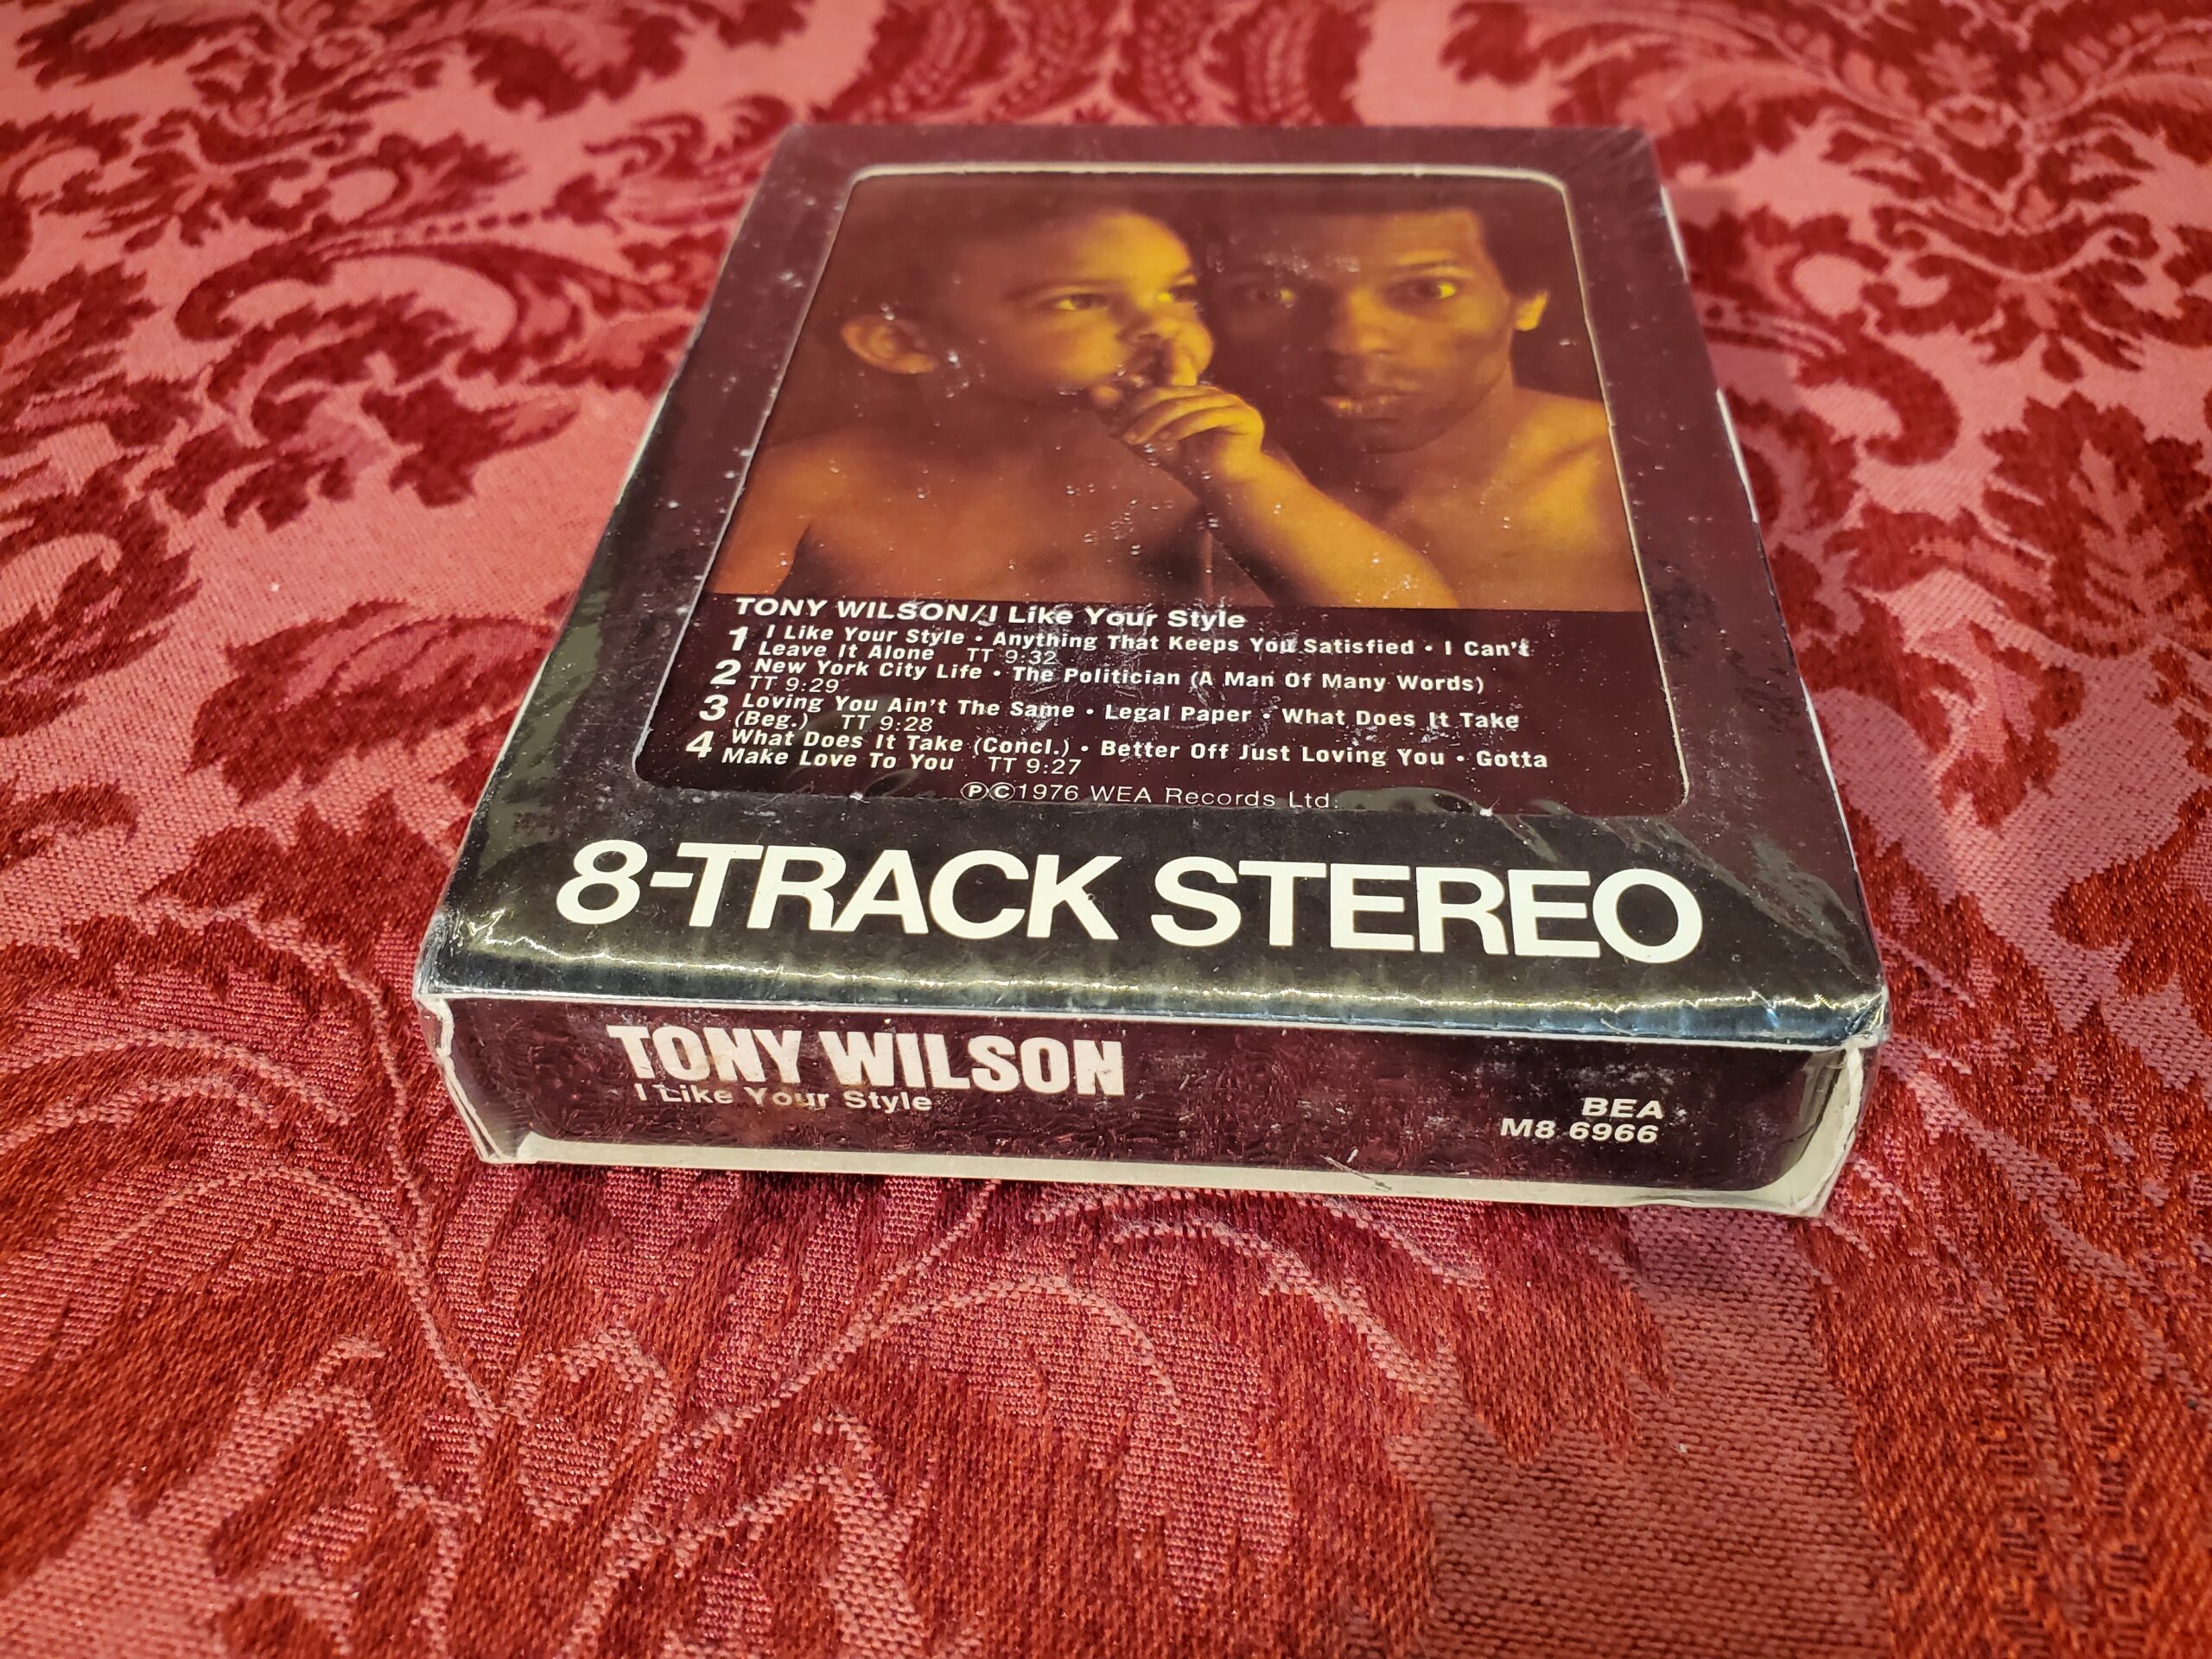 TONY WILSON/I Like Your Style
1 I Like Your Style • Anything That Keeps You Satisfied • I Can't
Leave It Alone TT 9:32
2 New York City Life • The Politician (A Man Of Many Words)
TT 9:29
3 Loving You Ain't The Same • Legal Paper • What Does It Take
(Beg.) TT 9:28
4 What Does It Take (Concl.) • Better Off Just Loving You • Gotta
Make Love To You TT 9:27
ⓅⒸ1976 WEA Records Ltd.
8-TRACK STEREO
TONY WILSON
I Like Your Style
BEA
M8 6966